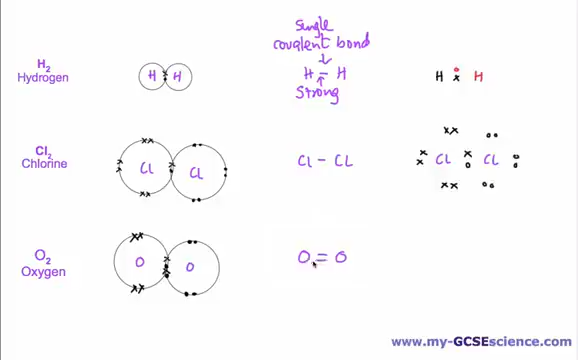 Single
covalent bond
H – H
Strong
H₂
Hydrogen
H H
H H
Cl₂
Chlorine
Cl CL
Cl – CL
Cl CL
O₂
Oxygen
O O
O = O
www.my-GCSEscience.com